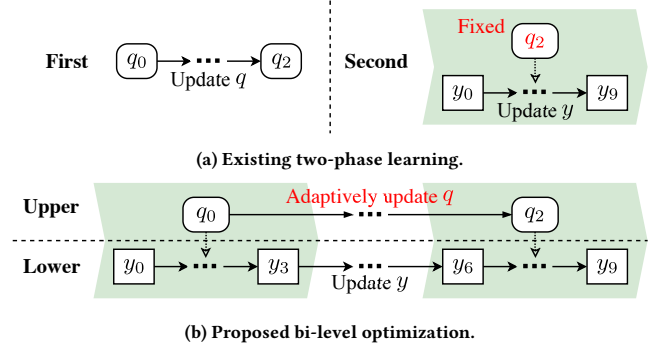 First q0 ··· q2 Second Fixed q2
Update q
y0 ··· y9
Update y
(a) Existing two-phase learning.
Upper q0 Adaptively update q ··· q2
Lower y0 ··· y3 ··· y6 ··· y9
Update y
(b) Proposed bi-level optimization.